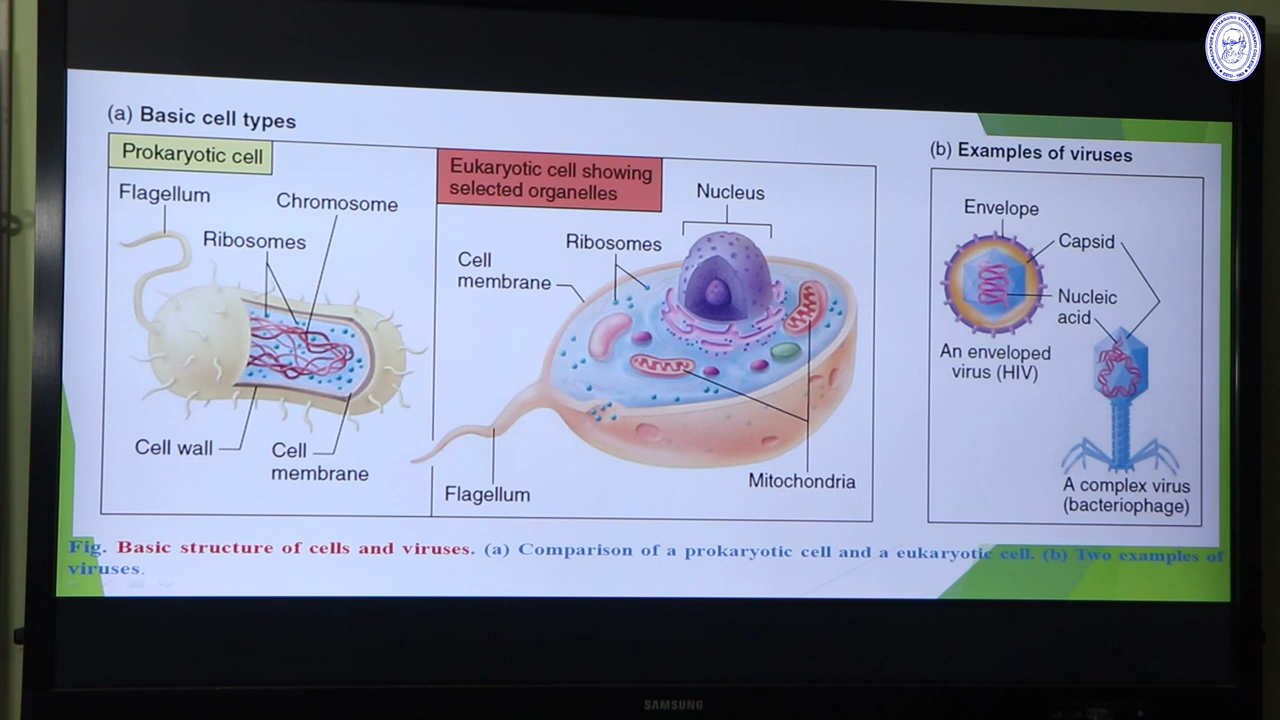 (a) Basic cell types
Prokaryotic cell
Flagellum
Chromosome
Ribosomes
Cell wall
Cell
membrane
Eukaryotic cell showing
selected organelles
Nucleus
Ribosomes
Cell
membrane
Mitochondria
Flagellum
(b) Examples of viruses
Envelope
Capsid
Nucleic
acid
An enveloped
virus (HIV)
A complex virus
(bacteriophage)
Fig. Basic structure of cells and viruses. (a) Comparison of a prokaryotic cell and a eukaryotic cell. (b) Two examples of
viruses.
SAMSUNG